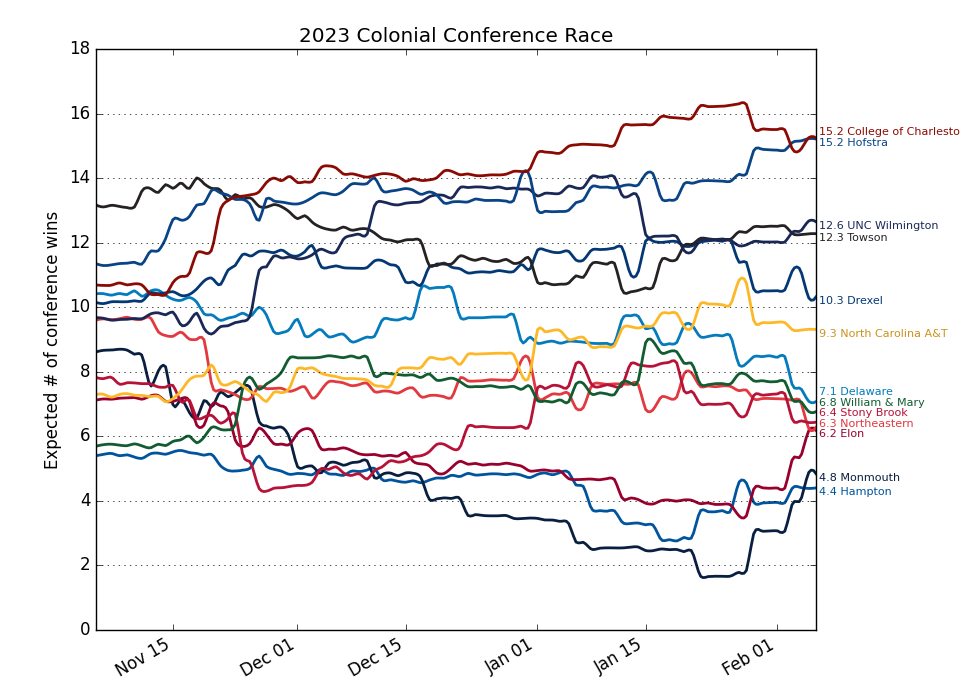 2023 Colonial Conference Race
Expected # of conference wins
18
16
14
12
10
8
6
4
2
0
Nov 15
Dec 01
Dec 15
Jan 01
Jan 15
Feb 01
15.2 College of Charlesto
15.2 Hofstra
12.6 UNC Wilmington
12.3 Towson
10.3 Drexel
9.3 North Carolina A&T
7.1 Delaware
6.8 William & Mary
6.4 Stony Brook
6.3 Northeastern
6.2 Elon
4.8 Monmouth
4.4 Hampton